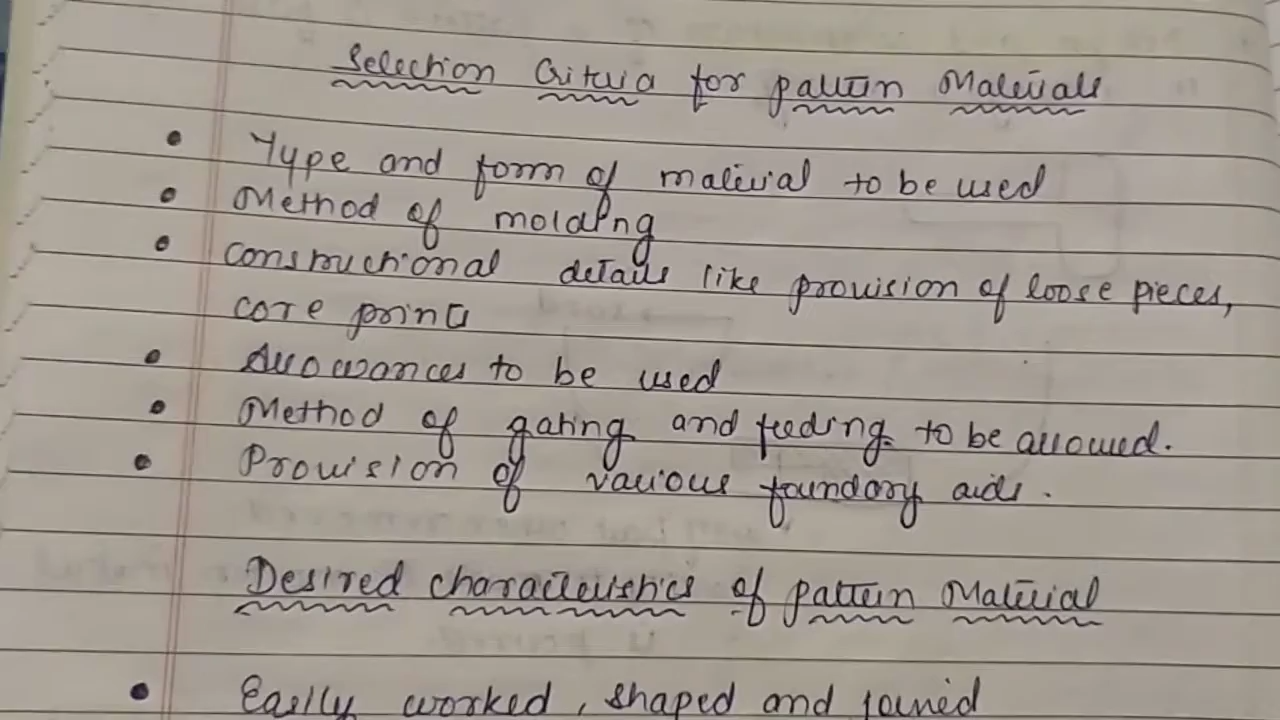 Selection Criteria for pattern Materials
• Type and form of material to be used
• Method of molding
• Constructional details like provision of loose pieces,
core prints
• Allowances to be used
• Method of gating and feeding to be allowed.
• Provision of various foundary aids.
Desired characteristics of pattern Material
• Easily worked, shaped and joined